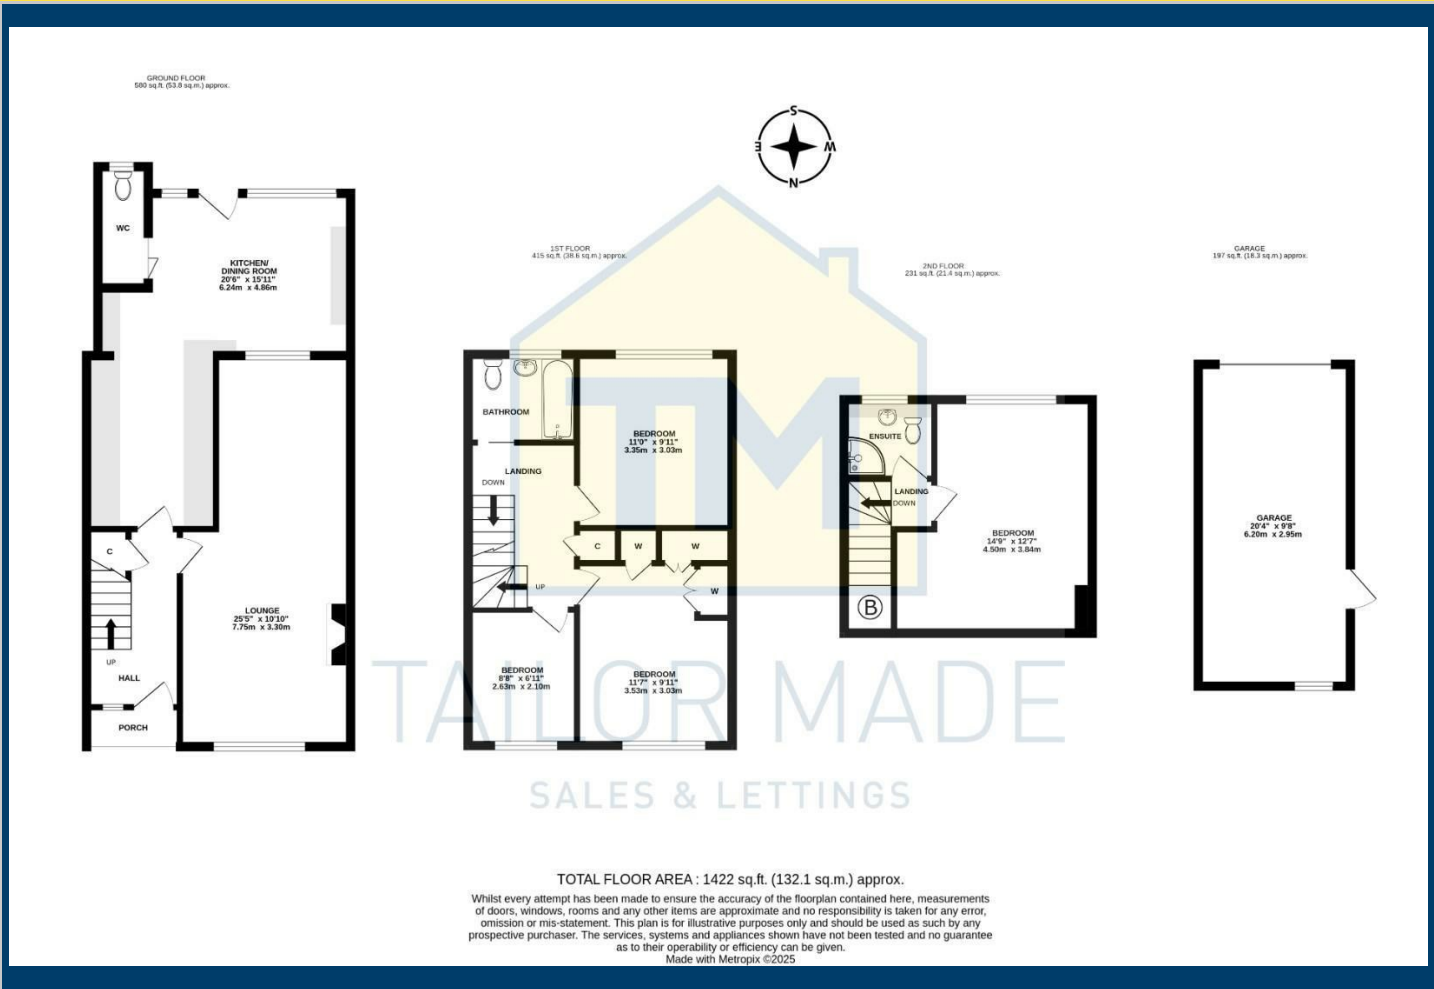 GROUND FLOOR
580 sq.ft. (53.8 sq.m.) approx.
WC
KITCHEN/
DINING ROOM
20'6" x 15'11"
6.24m x 4.86m
C
LOUNGE
25'5" x 10'10"
7.75m x 3.30m
UP
HALL
PORCH
S
E
W
N
1ST FLOOR
415 sq.ft. (38.6 sq.m.) approx.
BATHROOM
BEDROOM
11'0" x 9'11"
3.35m x 3.03m
LANDING
DOWN
C
W
W
W
UP
BEDROOM
8'8" x 6'11"
2.63m x 2.10m
BEDROOM
11'7" x 9'11"
3.53m x 3.03m
2ND FLOOR
231 sq.ft. (21.4 sq.m.) approx.
ENSUITE
LANDING
DOWN
BEDROOM
14'9" x 12'7"
4.50m x 3.84m
B
GARAGE
197 sq.ft. (18.3 sq.m.) approx.
GARAGE
20'4" x 9'8"
6.20m x 2.95m
TM
TAILOR MADE
SALES & LETTINGS
TOTAL FLOOR AREA : 1422 sq.ft. (132.1 sq.m.) approx.
Whilst every attempt has been made to ensure the accuracy of the floorplan contained here, measurements
of doors, windows, rooms and any other items are approximate and no responsibility is taken for any error,
omission or mis-statement. This plan is for illustrative purposes only and should be used as such by any
prospective purchaser. The services, systems and appliances shown have not been tested and no guarantee
as to their operability or efficiency can be given.
Made with Metropix ©2025